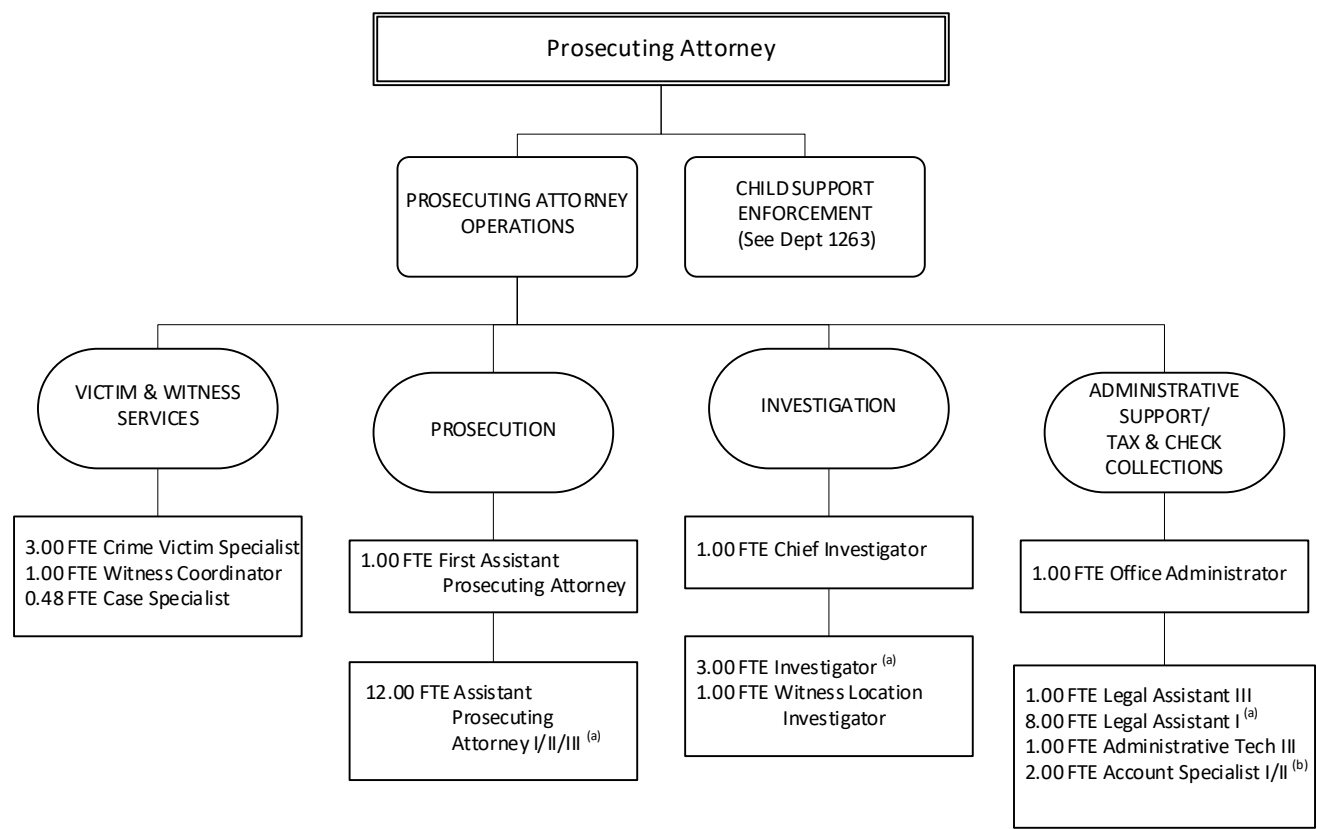 Prosecuting Attorney
PROSECUTING ATTORNEY
OPERATIONS
CHILD SUPPORT
ENFORCEMENT
(See Dept 1263)
VICTIM & WITNESS
SERVICES
PROSECUTION
INVESTIGATION
ADMINISTRATIVE
SUPPORT/
TAX & CHECK
COLLECTIONS
3.00 FTE Crime Victim Specialist
1.00 FTE Witness Coordinator
0.48 FTE Case Specialist
1.00 FTE First Assistant
Prosecuting Attorney
12.00 FTE Assistant
Prosecuting
Attorney I/II/III (a)
1.00 FTE Chief Investigator
3.00 FTE Investigator (a)
1.00 FTE Witness Location
Investigator
1.00 FTE Office Administrator
1.00 FTE Legal Assistant III
8.00 FTE Legal Assistant I (a)
1.00 FTE Administrative Tech III
2.00 FTE Account Specialist I/II (b)